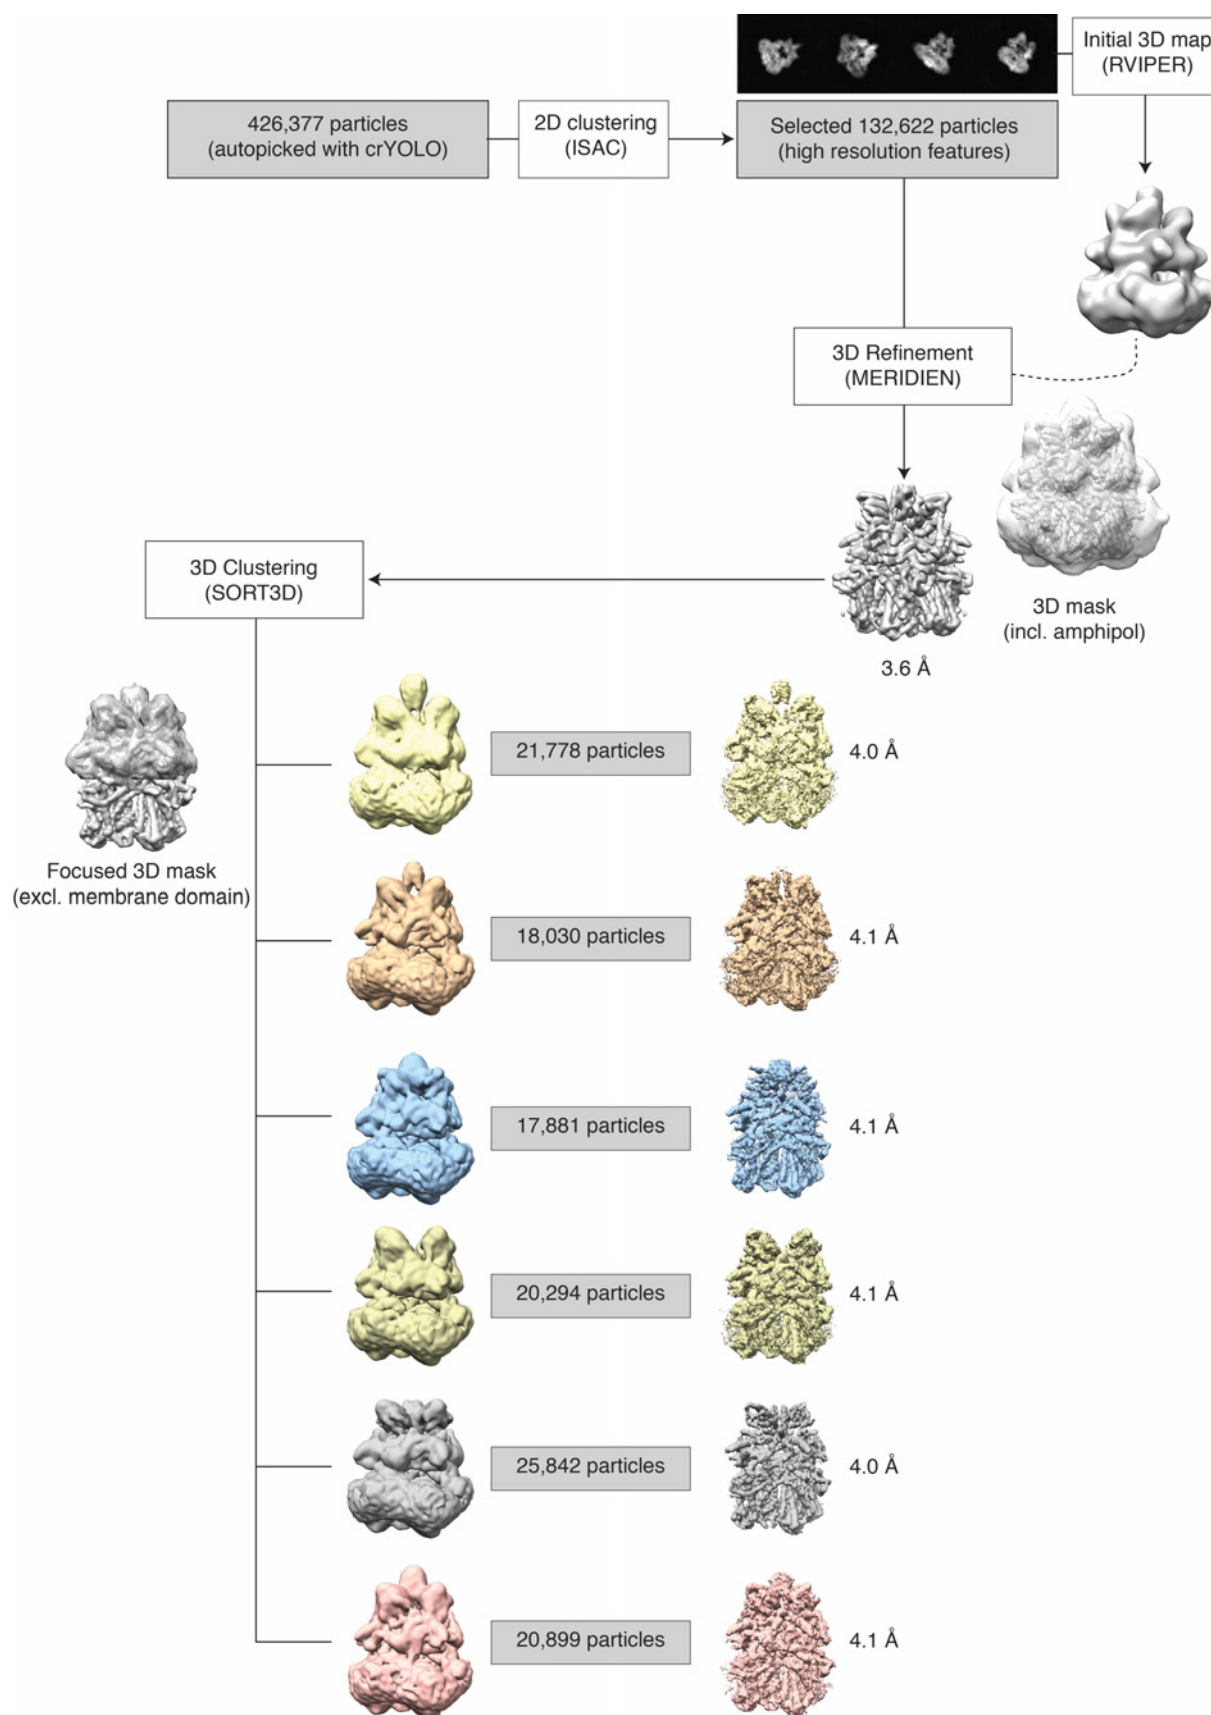 Initial 3D map
(RVIPER)
426,377 particles
(autopicked with crYOLO)
2D clustering
(ISAC)
Selected 132,622 particles
(high resolution features)
3D Refinement
(MERIDIEN)
3D mask
(incl. amphipol)
3.6 Å
3D Clustering
(SORT3D)
Focused 3D mask
(excl. membrane domain)
21,778 particles
4.0 Å
18,030 particles
4.1 Å
17,881 particles
4.1 Å
20,294 particles
4.1 Å
25,842 particles
4.0 Å
20,899 particles
4.1 Å